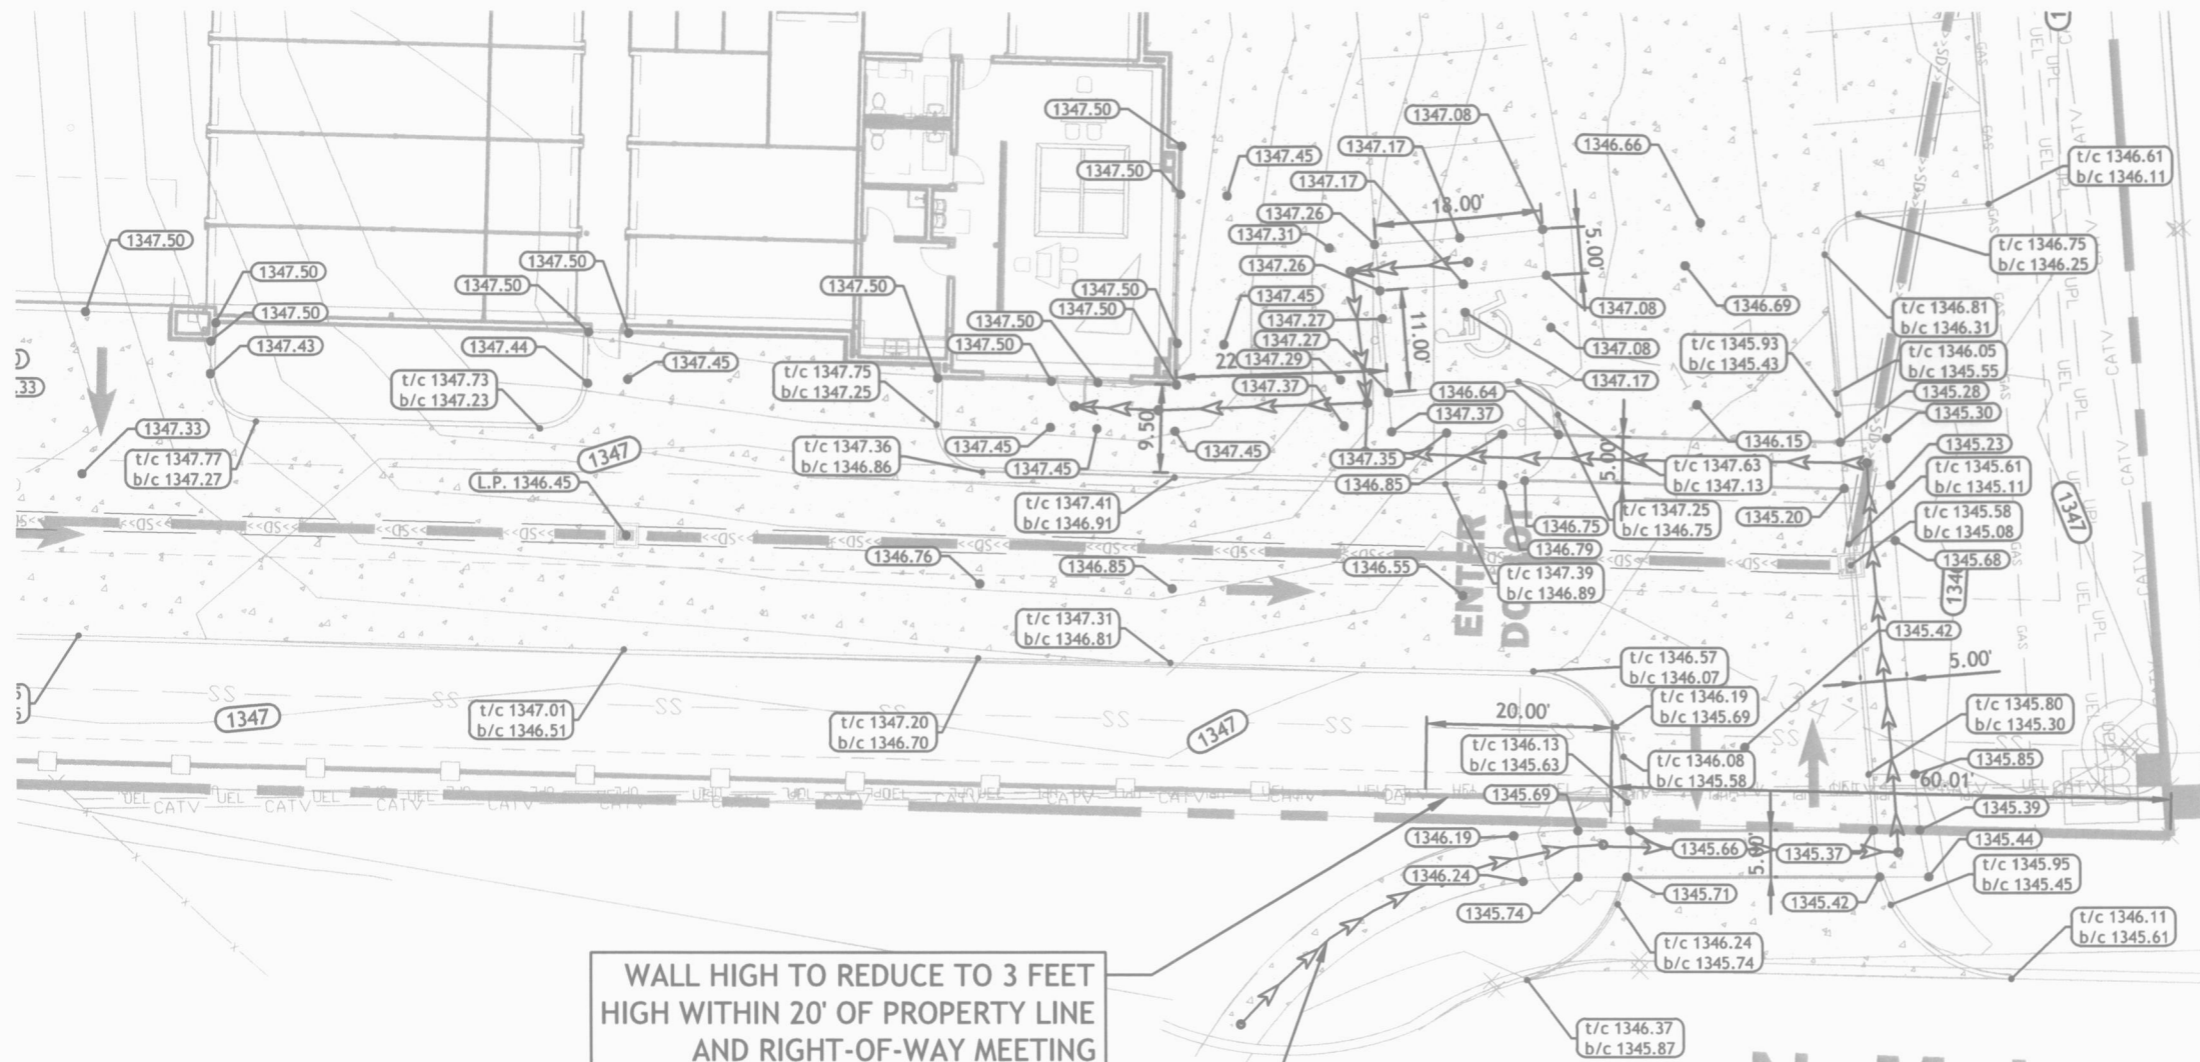 1347.50
1347.08
1347.45
1347.17
1346.66
1347.50
1347.17
t/c 1346.61
b/c 1346.11
1347.26
18.00'
1347.31
5.00'
1347.50
t/c 1346.75
b/c 1346.25
1347.50
1347.50
1347.26
1347.50
1347.50
1347.50
1347.45
1347.08
1346.69
t/c 1346.81
b/c 1346.31
1347.50
1347.50
1347.50
1347.27
11.00'
1347.43
1347.44
1347.45
1347.50
1347.27
1347.08
t/c 1345.93
b/c 1345.43
t/c 1346.05
b/c 1345.55
22
1347.29
.33
t/c 1347.73
b/c 1347.23
t/c 1347.75
b/c 1347.25
1347.37
1346.64
1347.17
1345.28
1347.37
1345.30
1347.33
9.50'
1347.45
1347.45
5.00'
1346.15
1345.23
t/c 1347.77
b/c 1347.27
1347
t/c 1347.36
b/c 1346.86
1347.45
1347.35
t/c 1347.63
b/c 1347.13
t/c 1345.61
b/c 1345.11
L.P. 1346.45
1346.85
t/c 1347.41
b/c 1346.91
t/c 1347.25
b/c 1346.75
1345.20
1347
1346.75
t/c 1345.58
b/c 1345.08
1346.79
1346.76
1346.85
1346.55
ENTER
DO NOT
t/c 1347.39
b/c 1346.89
1345.68
134
t/c 1347.31
b/c 1346.81
1345.42
t/c 1346.57
b/c 1346.07
5.00'
SS SS SS SS SS SS SS
1347
t/c 1347.01
b/c 1346.51
t/c 1347.20
b/c 1346.70
1347
20.00'
t/c 1346.19
b/c 1345.69
t/c 1345.80
b/c 1345.30
t/c 1346.13
b/c 1345.63
t/c 1346.08
b/c 1345.58
1345.85
60.01'
1345.69
1345.39
1346.19
1345.66
1345.37
5.00'
1345.44
1346.24
1345.74
1345.71
1345.42
t/c 1345.95
b/c 1345.45
t/c 1346.24
b/c 1345.74
t/c 1346.11
b/c 1345.61
WALL HIGH TO REDUCE TO 3 FEET
HIGH WITHIN 20' OF PROPERTY LINE
AND RIGHT-OF-WAY MEETING
t/c 1346.37
b/c 1345.87